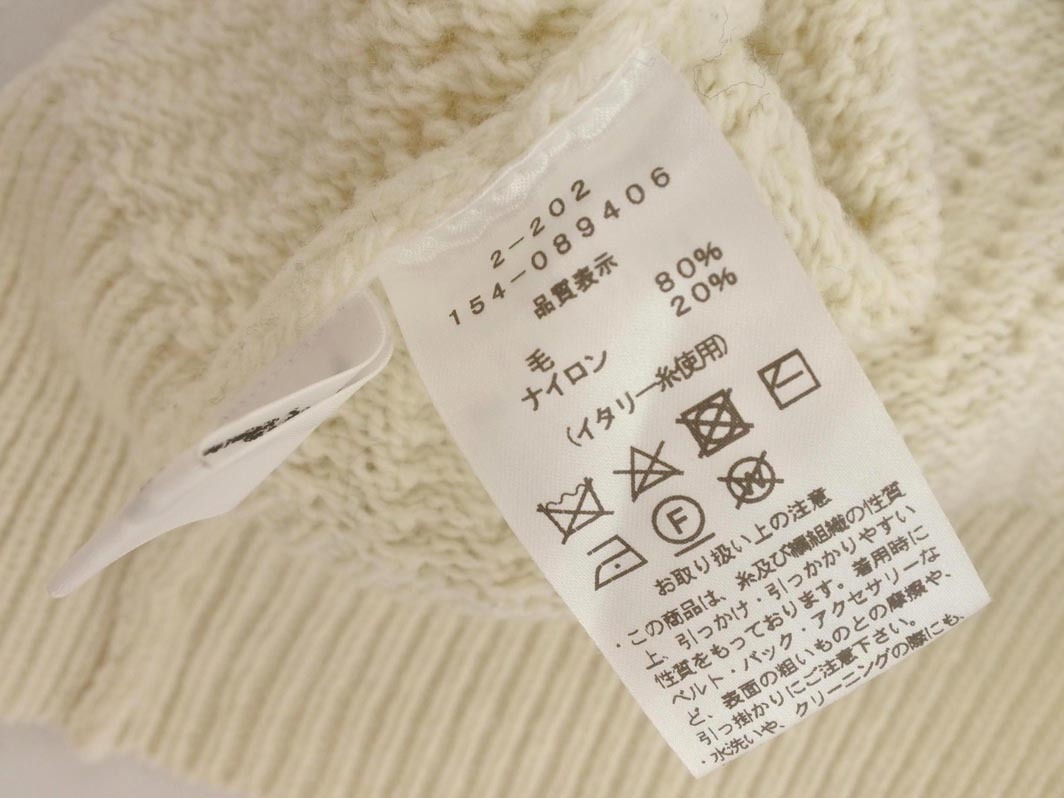 2-202
154-089406
品質表示
毛 80%
ナイロン 20%
(イタリー糸使用)
F
W
お取り扱い上の注意
・この商品は、糸及び編組織の性質
上、引っかけ・引っかかりやすい
性質をもっております。着用時に
ベルト・バック・アクセサリーな
ど、表面の粗いものとの摩擦や、
引っ掛かりにご注意下さい。
・水洗いや、クリーニングの際にも、